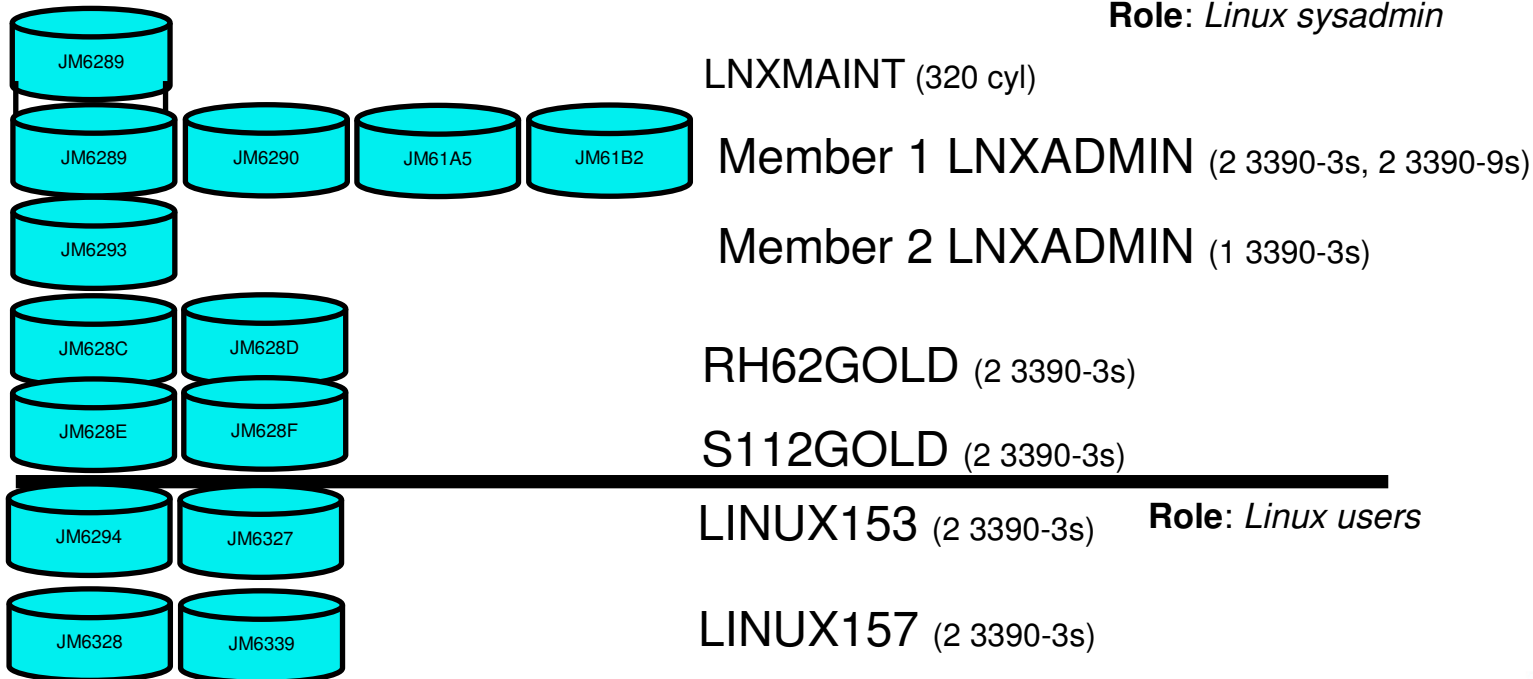 Role: Linux sysadmin
JM6289
LNXMAINT (320 cyl)
JM6289 JM6290 JM61A5 JM61B2 Member 1 LNXADMIN (2 3390-3s, 2 3390-9s)
JM6293 Member 2 LNXADMIN (1 3390-3s)
JM628C JM628D RH62GOLD (2 3390-3s)
JM628E JM628F S112GOLD (2 3390-3s)
JM6294 JM6327 LINUX153 (2 3390-3s) Role: Linux users
JM6328 JM6339 LINUX157 (2 3390-3s)